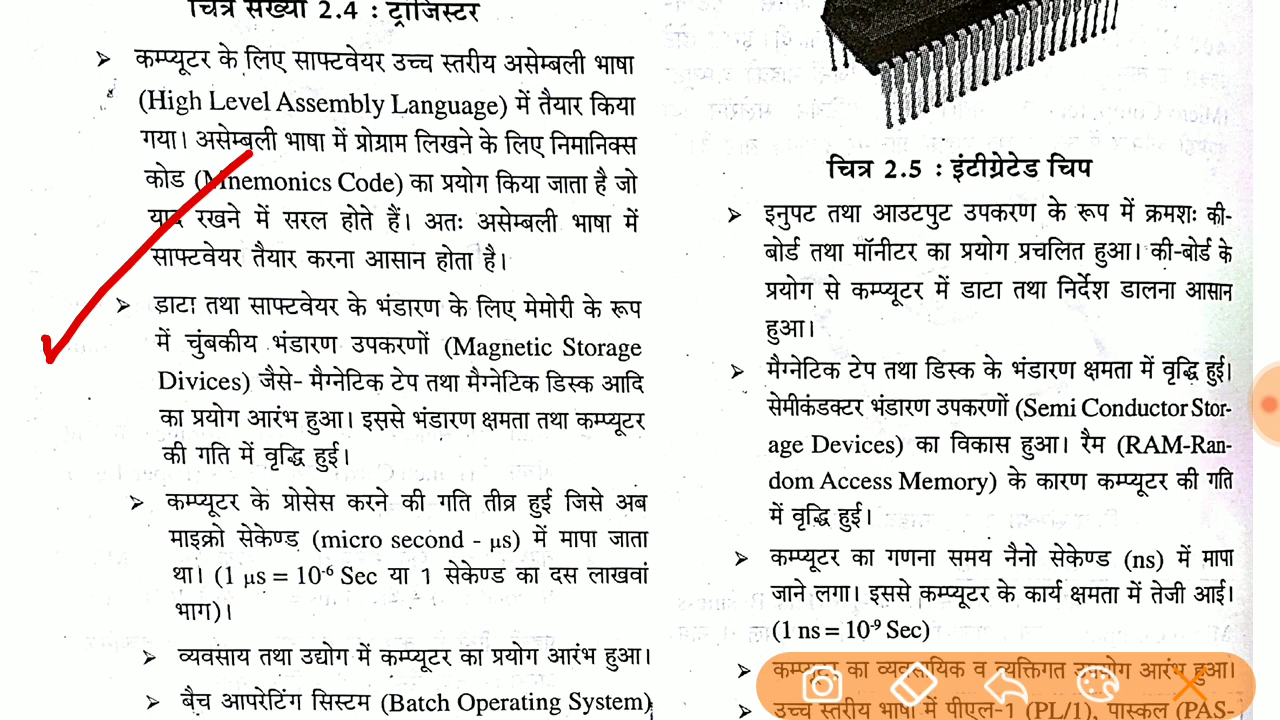 चित्र संख्या 2.4 : ट्रांजिस्टर
➢ कम्प्यूटर के लिए साफ्टवेयर उच्च स्तरीय असेम्बली भाषा
(High Level Assembly Language) में तैयार किया
गया। असेम्बली भाषा में प्रोग्राम लिखने के लिए निमानिक्स
कोड (Mnemonics Code) का प्रयोग किया जाता है जो
याद रखने में सरल होते हैं। अतः असेम्बली भाषा में
साफ्टवेयर तैयार करना आसान होता है।
➢ डाटा तथा साफ्टवेयर के भंडारण के लिए मेमोरी के रूप
में चुंबकीय भंडारण उपकरणों (Magnetic Storage
Divices) जैसे- मैग्नेटिक टेप तथा मैग्नेटिक डिस्क आदि
का प्रयोग आरंभ हुआ। इससे भंडारण क्षमता तथा कम्प्यूटर
की गति में वृद्धि हुई।
➢ कम्प्यूटर के प्रोसेस करने की गति तीव्र हुई जिसे अब
माइक्रो सेकेण्ड (micro second - μs) में मापा जाता
था। (1 μs = 10⁻⁶ Sec या 1 सेकेण्ड का दस लाखवां
भाग)।
➢ व्यवसाय तथा उद्योग में कम्प्यूटर का प्रयोग आरंभ हुआ।
➢ बैच आपरेटिंग सिस्टम (Batch Operating System)
चित्र 2.5 : इंटीग्रेटेड चिप
➢ इनुपट तथा आउटपुट उपकरण के रूप में क्रमशः की-
बोर्ड तथा मॉनीटर का प्रयोग प्रचलित हुआ। की-बोर्ड के
प्रयोग से कम्प्यूटर में डाटा तथा निर्देश डालना आसान
हुआ।
➢ मैग्नेटिक टेप तथा डिस्क के भंडारण क्षमता में वृद्धि हुई।
सेमीकंडक्टर भंडारण उपकरणों (Semi Conductor Stor-
age Devices) का विकास हुआ। रैम (RAM-Ran-
dom Access Memory) के कारण कम्प्यूटर की गति
में वृद्धि हुई।
➢ कम्प्यूटर का गणना समय नैनो सेकेण्ड (ns) में मापा
जाने लगा। इससे कम्प्यूटर के कार्य क्षमता में तेजी आई।
(1 ns = 10⁻⁹ Sec)
➢ कम्प्यूटर का व्यवसायिक व व्यक्तिगत उपयोग आरंभ हुआ।
➢ उच्च स्तरीय भाषा में पीएल-1 (PL/1), पास्कल (PAS-